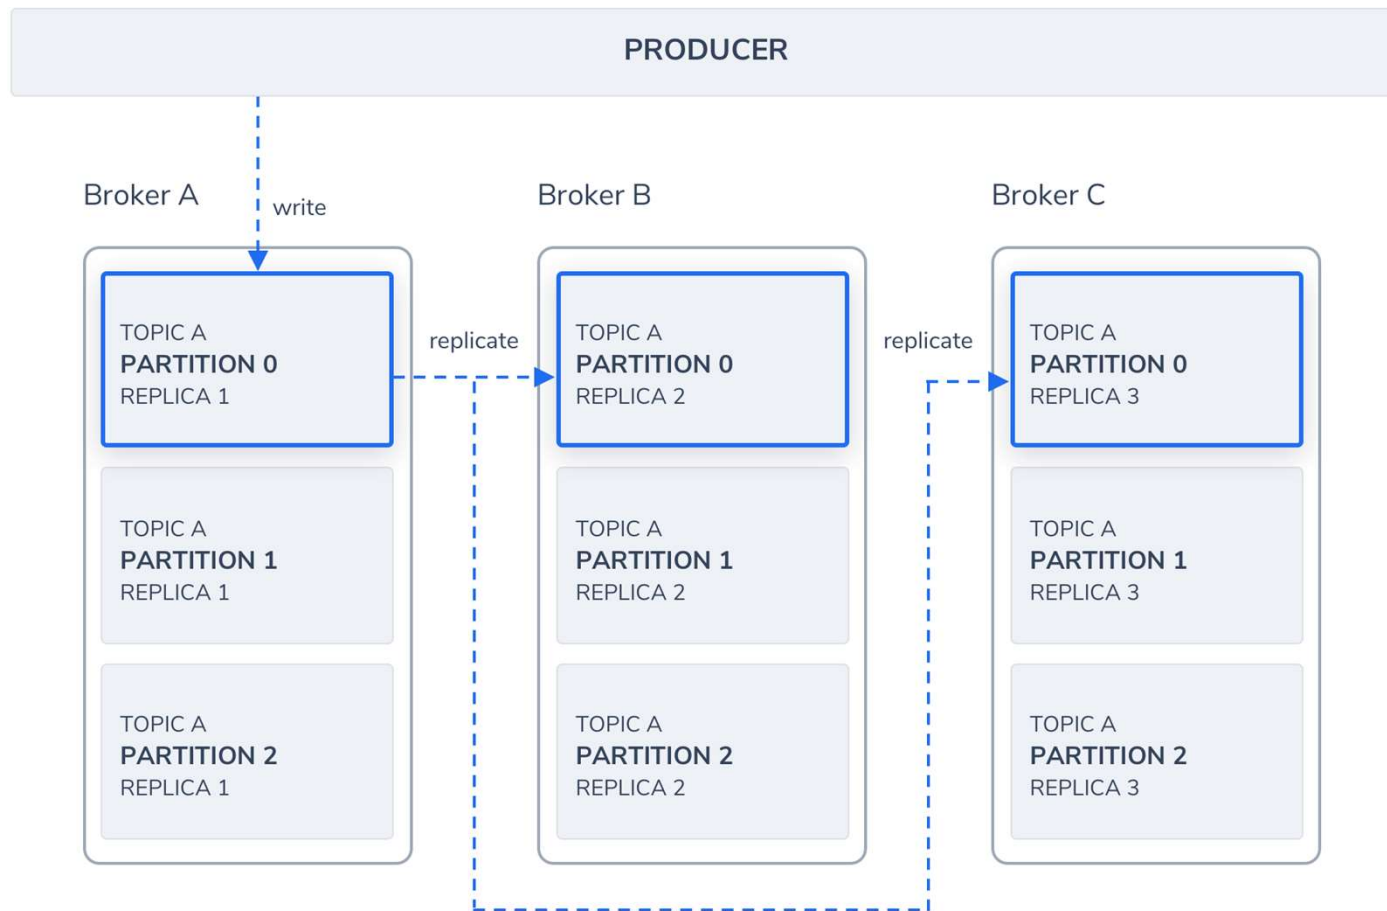 PRODUCER
Broker A
write
Broker B
Broker C
TOPIC A
PARTITION 0
REPLICA 1
replicate
TOPIC A
PARTITION 0
REPLICA 2
replicate
TOPIC A
PARTITION 0
REPLICA 3
TOPIC A
PARTITION 1
REPLICA 1
TOPIC A
PARTITION 1
REPLICA 2
TOPIC A
PARTITION 1
REPLICA 3
TOPIC A
PARTITION 2
REPLICA 1
TOPIC A
PARTITION 2
REPLICA 2
TOPIC A
PARTITION 2
REPLICA 3